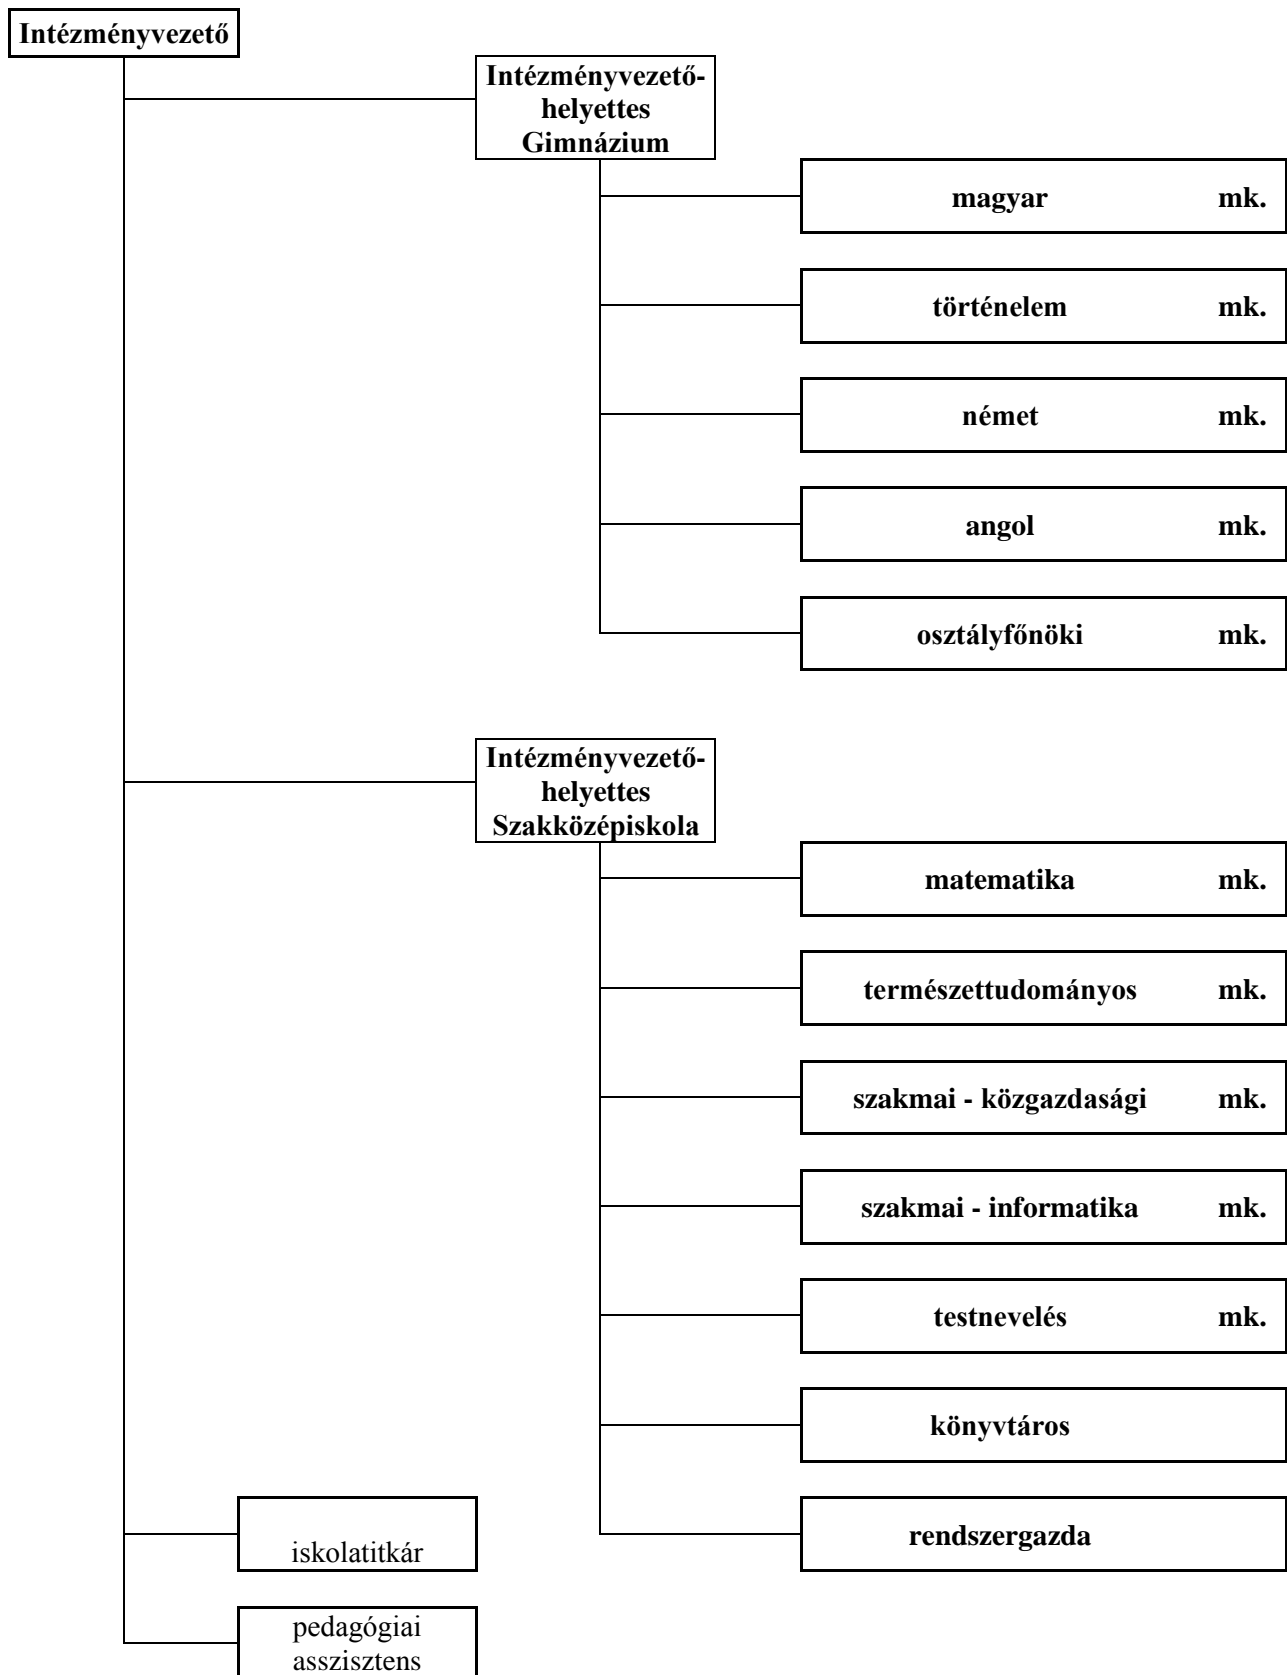 Intézményvezető
Intézményvezető-
helyettes
Gimnázium
magyar mk.
történelem mk.
német mk.
angol mk.
osztályfőnöki mk.
Intézményvezető-
helyettes
Szakközépiskola
matematika mk.
természettudományos mk.
szakmai - közgazdasági mk.
szakmai - informatika mk.
testnevelés mk.
könyvtáros
rendszergazda
iskolatitkár
pedagógiai
asszisztens